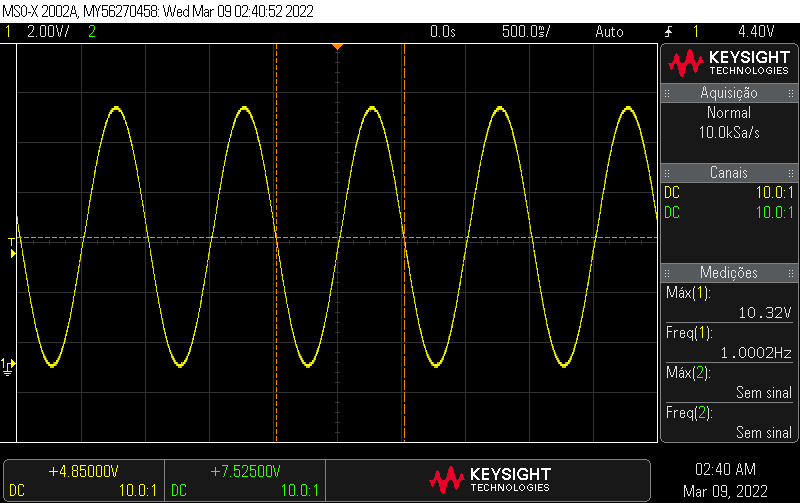 MSO-X 2002A, MY56270458: Wed Mar 09 02:40:52 2022
1 2.00V/ 2 0.0s 500.0㎳/ Auto 1 4.40V
KEYSIGHT
TECHNOLOGIES
Aquisição
Normal
10.0kSa/s
Canais
DC 10.0:1
DC 10.0:1
Medições
Máx(1):
10.32V
Freq(1):
1.0002Hz
Máx(2):
Sem sinal
Freq(2):
Sem sinal
T
1
+4.85000V
DC 10.0:1
+7.52500V
DC 10.0:1
KEYSIGHT
TECHNOLOGIES
02:40 AM
Mar 09, 2022